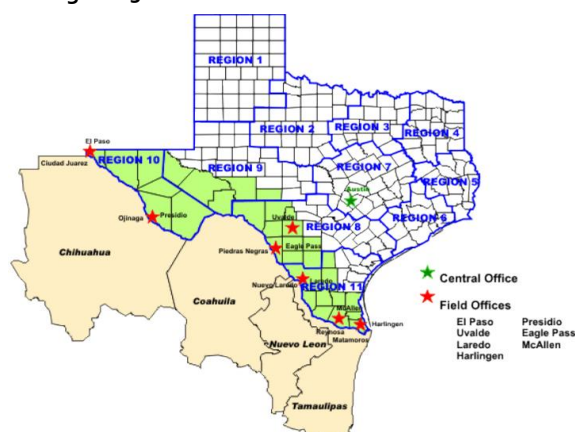 REGION 1
REGION 2
REGION 3
REGION 4
El Paso
REGION 10
REGION 9
REGION 7
REGION 5
Ciudad Juarez
Austin
Ojinaga
Presidio
REGION 6
Uvalde
REGION 8
Chihuahua
Piedras Negras
Eagle Pass
Nuevo Laredo
Laredo
REGION 11
Central Office
Coahuila
McAllen
Field Offices
Harlingen
Reynosa
Matamoros
Nuevo Leon
El Paso Presidio
Uvalde Eagle Pass
Laredo McAllen
Harlingen
Tamaulipas